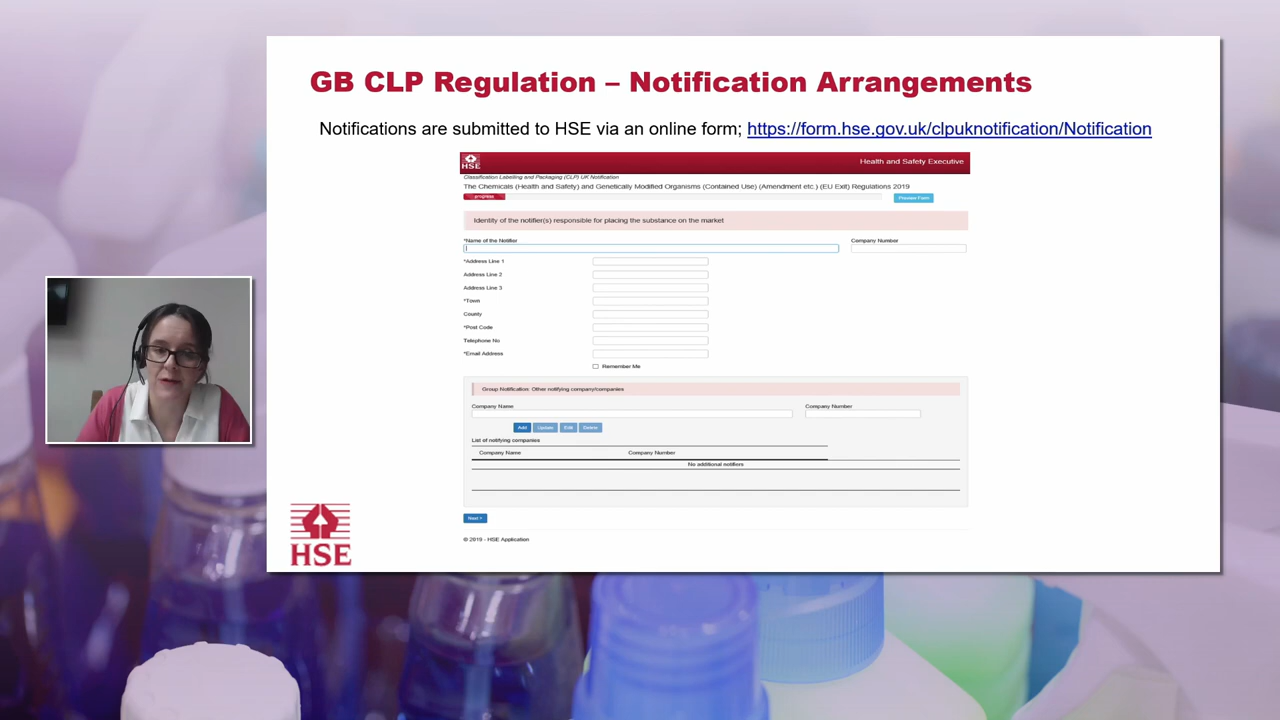 GB CLP Regulation – Notification Arrangements
Notifications are submitted to HSE via an online form; https://form.hse.gov.uk/clpuknotification/Notification
HSE
Health and Safety Executive
Classification Labelling and Packaging (CLP) UK Notification
The Chemicals (Health and Safety) and Genetically Modified Organisms (Contained Use) (Amendment etc.) (EU Exit) Regulations 2019
progress
Preview Form
Identity of the notifier(s) responsible for placing the substance on the market
*Name of the Notifier
Company Number
*Address Line 1
Address Line 2
Address Line 3
*Town
County
*Post Code
Telephone No
*Email Address
Remember Me
Group Notification: Other notifying company/companies
Company Name
Company Number
Add Update Edit Delete
List of notifying companies
Company Name Company Number
No additional notifiers
Next >
© 2019 - HSE Application
HSE